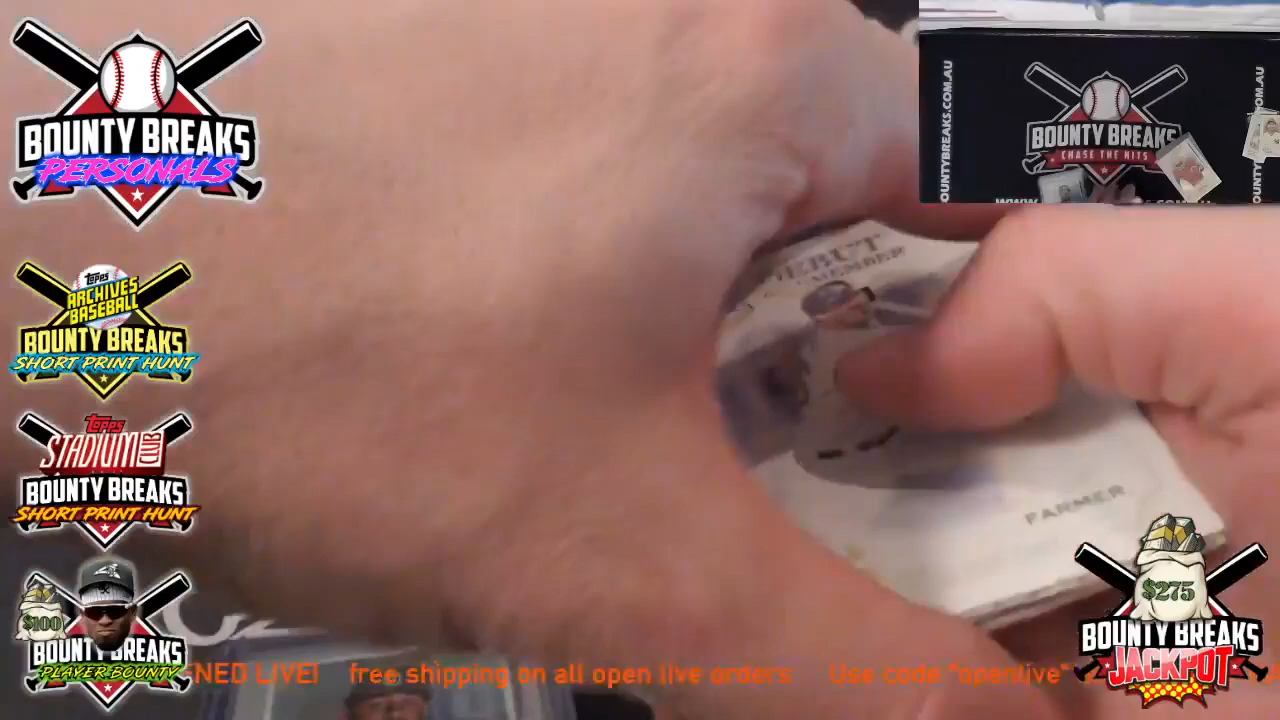 BOUNTY BREAKS
PERSONALS
Topps
ARCHIVES
BASEBALL
BOUNTY BREAKS
SHORT PRINT HUNT
Topps
STADIUM CLUB
BOUNTY BREAKS
SHORT PRINT HUNT
$100
BOUNTY BREAKS
PLAYER BOUNTY
BOUNTYBREAKS.COM.AU
BOUNTY BREAKS
CHASE THE HITS
DEBUT
FARMER
$275
BOUNTY BREAKS
JACKPOT
NED LIVE! free shipping on all open live orders Use code "openlive"